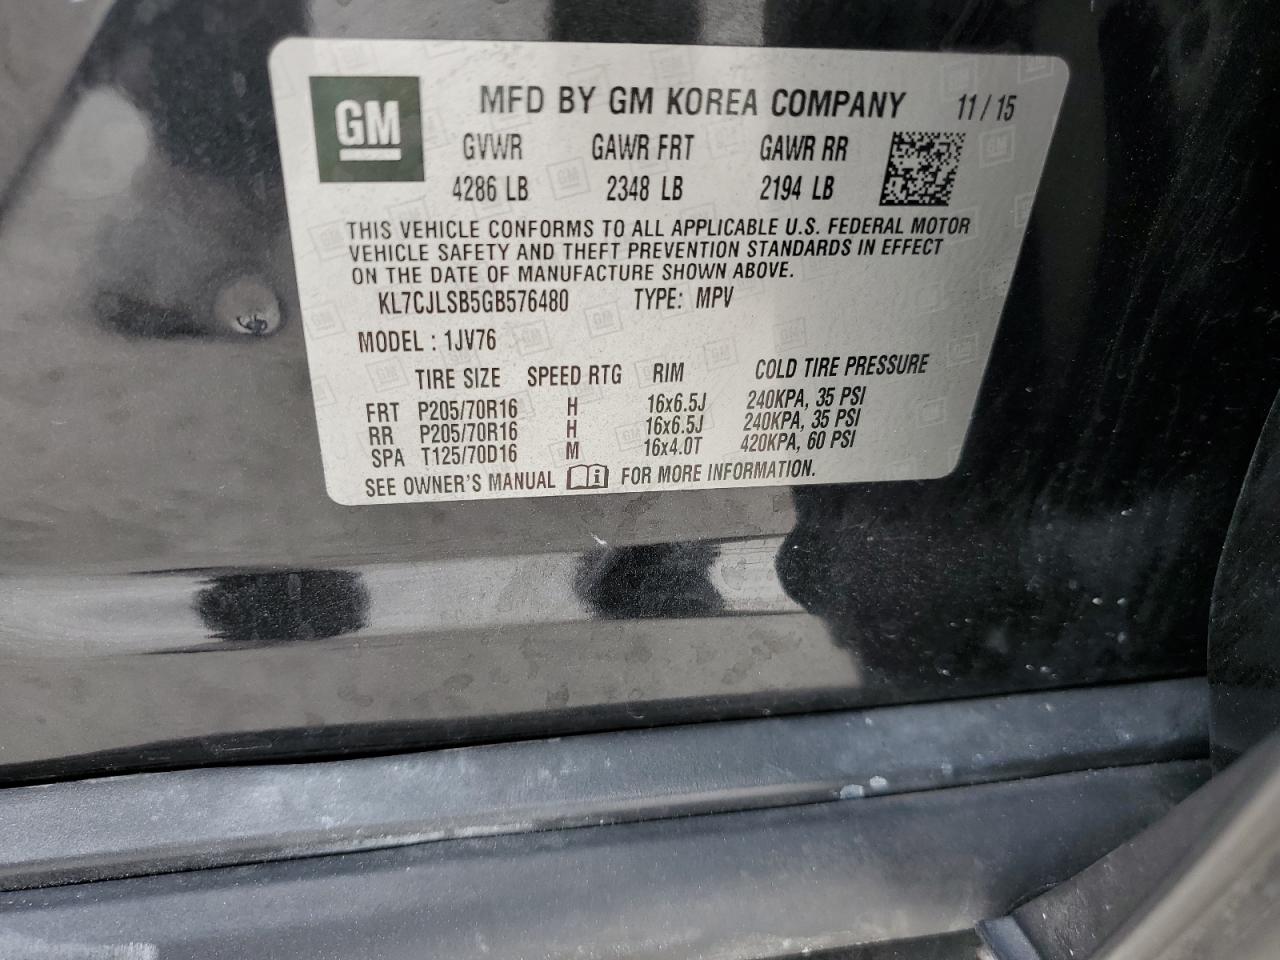 GM
MFD BY GM KOREA COMPANY 11/15
GVWR GAWR FRT GAWR RR
4286 LB 2348 LB 2194 LB
THIS VEHICLE CONFORMS TO ALL APPLICABLE U.S. FEDERAL MOTOR
VEHICLE SAFETY AND THEFT PREVENTION STANDARDS IN EFFECT
ON THE DATE OF MANUFACTURE SHOWN ABOVE.
KL7CJLSB5GB576480 TYPE: MPV
MODEL : 1JV76
TIRE SIZE SPEED RTG RIM COLD TIRE PRESSURE
FRT P205/70R16 H 16x6.5J 240KPA, 35 PSI
RR P205/70R16 H 16x6.5J 240KPA, 35 PSI
SPA T125/70D16 M 16x4.0T 420KPA, 60 PSI
SEE OWNER'S MANUAL i FOR MORE INFORMATION.